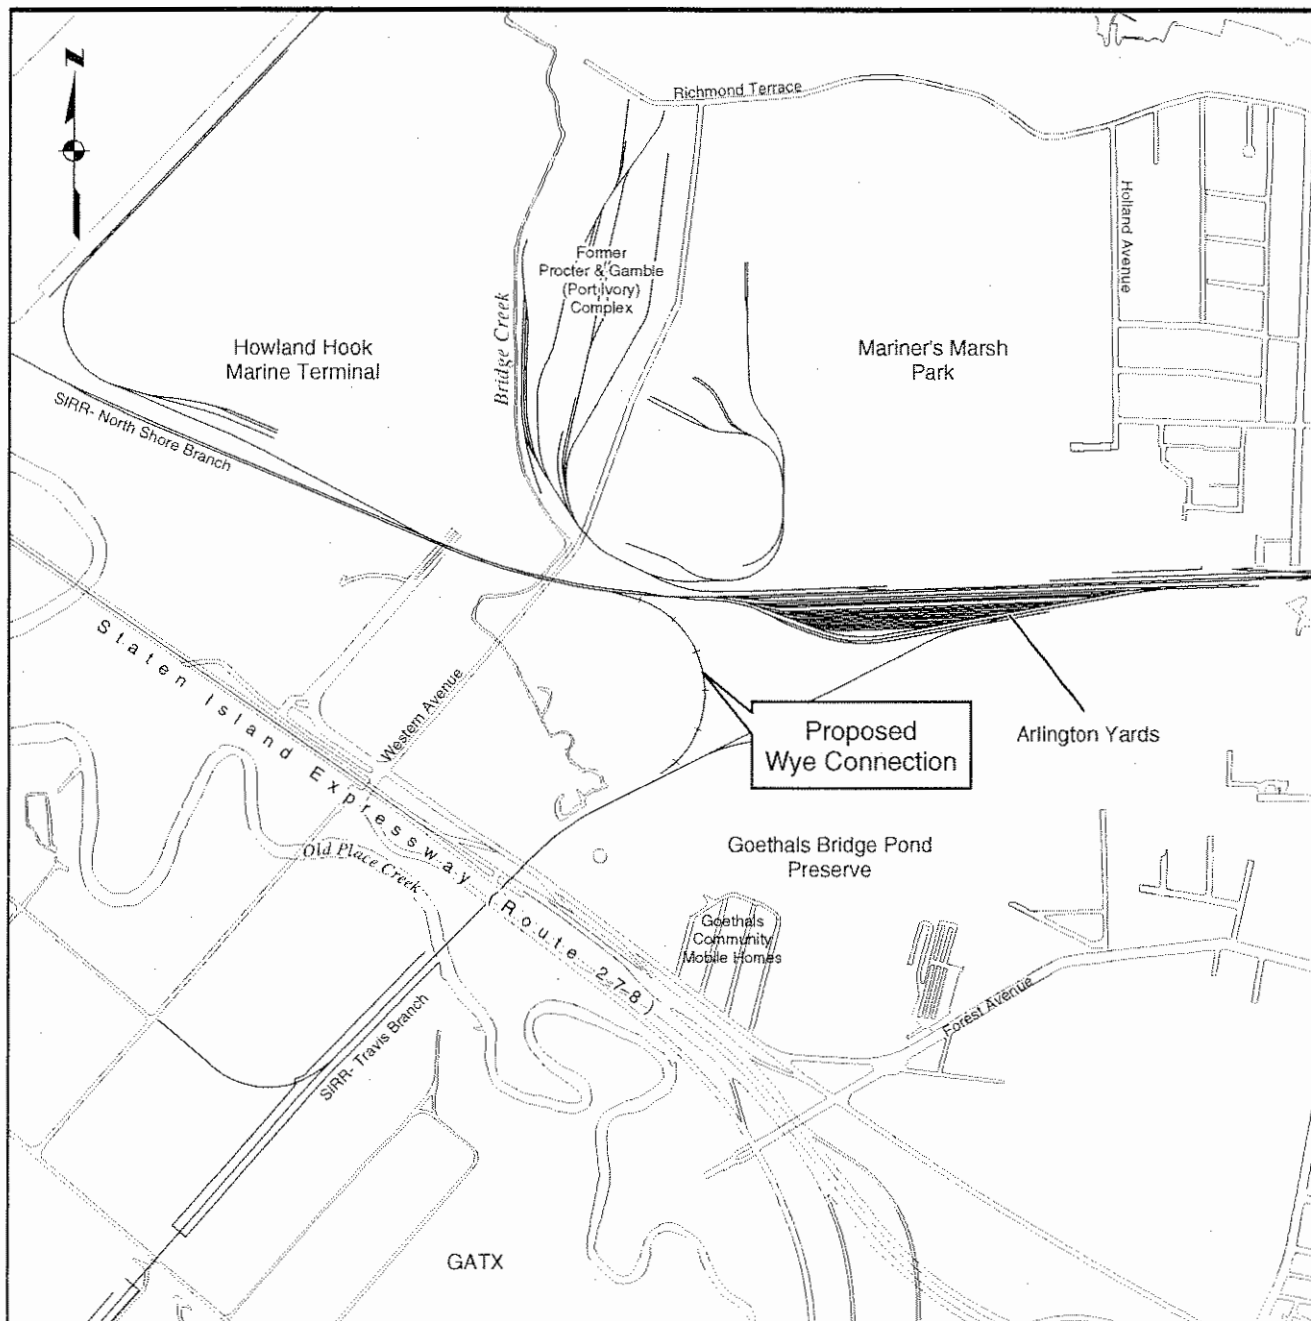 N
Richmond Terrace
Holland Avenue
Former
Procter & Gamble
(Port Ivory)
Complex
Bridge Creek
Howland Hook
Marine Terminal
Mariner's Marsh
Park
SIRR- North Shore Branch
Staten Island Expressway (Route 278)
Western Avenue
Proposed
Wye Connection
Arlington Yards
Old Place Creek
Goethals Bridge Pond
Preserve
Goethals
Community
Mobile Homes
Forest Avenue
SIRR- Travis Branch
GATX